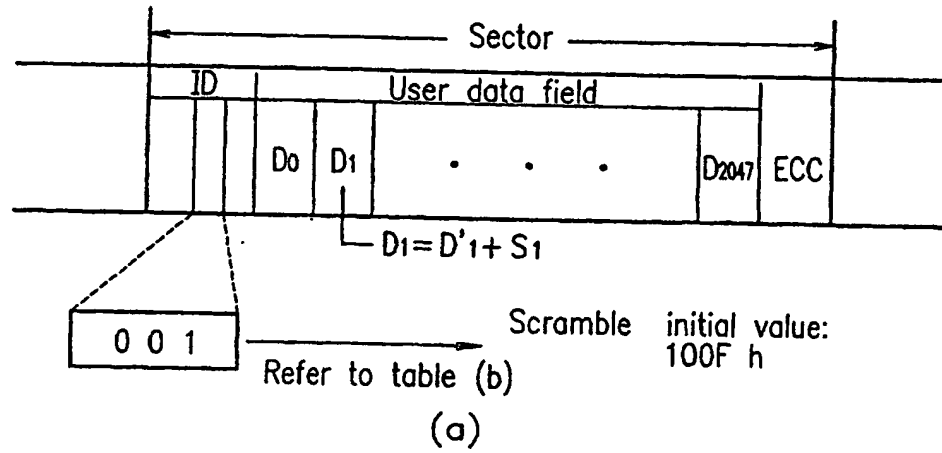 Sector
ID User data field
D0 D1 . . . D2047 ECC
D1=D'1+S1
0 0 1
Refer to table (b)
Scramble initial value:
100F h
(a)